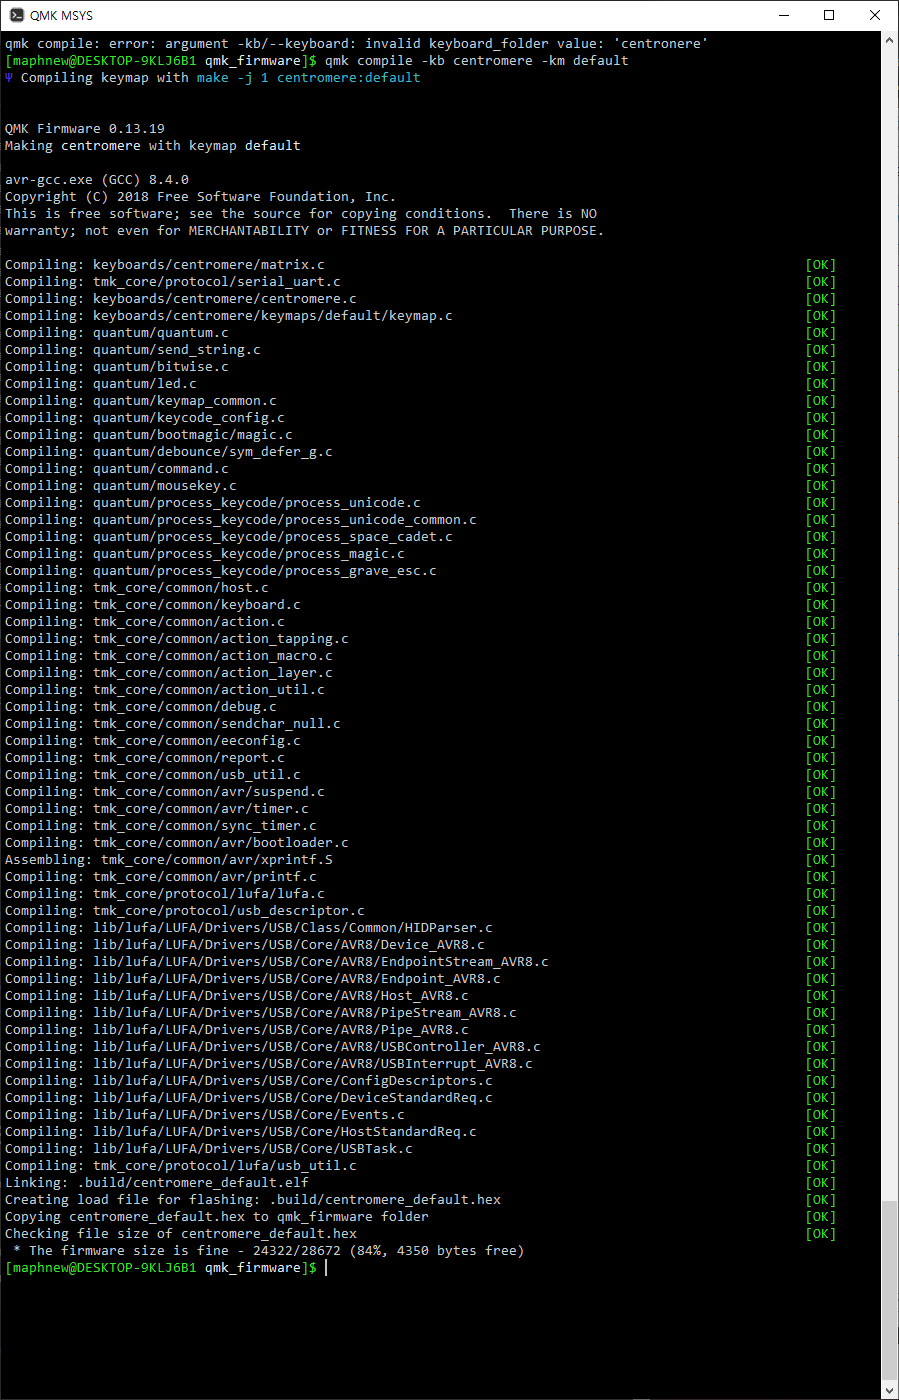 QMK MSYS
qmk compile: error: argument -kb/--keyboard: invalid keyboard_folder value: 'centronere'
[maphnew@DESKTOP-9KLJ6B1 qmk_firmware]$ qmk compile -kb centromere -km default
Ψ Compiling keymap with make -j 1 centromere:default
QMK Firmware 0.13.19
Making centromere with keymap default
avr-gcc.exe (GCC) 8.4.0
Copyright (C) 2018 Free Software Foundation, Inc.
This is free software; see the source for copying conditions.  There is NO
warranty; not even for MERCHANTABILITY or FITNESS FOR A PARTICULAR PURPOSE.
Compiling: keyboards/centromere/matrix.c [OK]
Compiling: tmk_core/protocol/serial_uart.c [OK]
Compiling: keyboards/centromere/centromere.c [OK]
Compiling: keyboards/centromere/keymaps/default/keymap.c [OK]
Compiling: quantum/quantum.c [OK]
Compiling: quantum/send_string.c [OK]
Compiling: quantum/bitwise.c [OK]
Compiling: quantum/led.c [OK]
Compiling: quantum/keymap_common.c [OK]
Compiling: quantum/keycode_config.c [OK]
Compiling: quantum/bootmagic/magic.c [OK]
Compiling: quantum/debounce/sym_defer_g.c [OK]
Compiling: quantum/command.c [OK]
Compiling: quantum/mousekey.c [OK]
Compiling: quantum/process_keycode/process_unicode.c [OK]
Compiling: quantum/process_keycode/process_unicode_common.c [OK]
Compiling: quantum/process_keycode/process_space_cadet.c [OK]
Compiling: quantum/process_keycode/process_magic.c [OK]
Compiling: quantum/process_keycode/process_grave_esc.c [OK]
Compiling: tmk_core/common/host.c [OK]
Compiling: tmk_core/common/keyboard.c [OK]
Compiling: tmk_core/common/action.c [OK]
Compiling: tmk_core/common/action_tapping.c [OK]
Compiling: tmk_core/common/action_macro.c [OK]
Compiling: tmk_core/common/action_layer.c [OK]
Compiling: tmk_core/common/action_util.c [OK]
Compiling: tmk_core/common/debug.c [OK]
Compiling: tmk_core/common/sendchar_null.c [OK]
Compiling: tmk_core/common/eeconfig.c [OK]
Compiling: tmk_core/common/report.c [OK]
Compiling: tmk_core/common/usb_util.c [OK]
Compiling: tmk_core/common/avr/suspend.c [OK]
Compiling: tmk_core/common/avr/timer.c [OK]
Compiling: tmk_core/common/sync_timer.c [OK]
Compiling: tmk_core/common/avr/bootloader.c [OK]
Assembling: tmk_core/common/avr/xprintf.S [OK]
Compiling: tmk_core/common/avr/printf.c [OK]
Compiling: tmk_core/protocol/lufa/lufa.c [OK]
Compiling: tmk_core/protocol/usb_descriptor.c [OK]
Compiling: lib/lufa/LUFA/Drivers/USB/Class/Common/HIDParser.c [OK]
Compiling: lib/lufa/LUFA/Drivers/USB/Core/AVR8/Device_AVR8.c [OK]
Compiling: lib/lufa/LUFA/Drivers/USB/Core/AVR8/EndpointStream_AVR8.c [OK]
Compiling: lib/lufa/LUFA/Drivers/USB/Core/AVR8/Endpoint_AVR8.c [OK]
Compiling: lib/lufa/LUFA/Drivers/USB/Core/AVR8/Host_AVR8.c [OK]
Compiling: lib/lufa/LUFA/Drivers/USB/Core/AVR8/PipeStream_AVR8.c [OK]
Compiling: lib/lufa/LUFA/Drivers/USB/Core/AVR8/Pipe_AVR8.c [OK]
Compiling: lib/lufa/LUFA/Drivers/USB/Core/AVR8/USBController_AVR8.c [OK]
Compiling: lib/lufa/LUFA/Drivers/USB/Core/AVR8/USBInterrupt_AVR8.c [OK]
Compiling: lib/lufa/LUFA/Drivers/USB/Core/ConfigDescriptors.c [OK]
Compiling: lib/lufa/LUFA/Drivers/USB/Core/DeviceStandardReq.c [OK]
Compiling: lib/lufa/LUFA/Drivers/USB/Core/Events.c [OK]
Compiling: lib/lufa/LUFA/Drivers/USB/Core/HostStandardReq.c [OK]
Compiling: lib/lufa/LUFA/Drivers/USB/Core/USBTask.c [OK]
Compiling: tmk_core/protocol/lufa/usb_util.c [OK]
Linking: .build/centromere_default.elf [OK]
Creating load file for flashing: .build/centromere_default.hex [OK]
Copying centromere_default.hex to qmk_firmware folder [OK]
Checking file size of centromere_default.hex [OK]
 * The firmware size is fine - 24322/28672 (84%, 4350 bytes free)
[maphnew@DESKTOP-9KLJ6B1 qmk_firmware]$